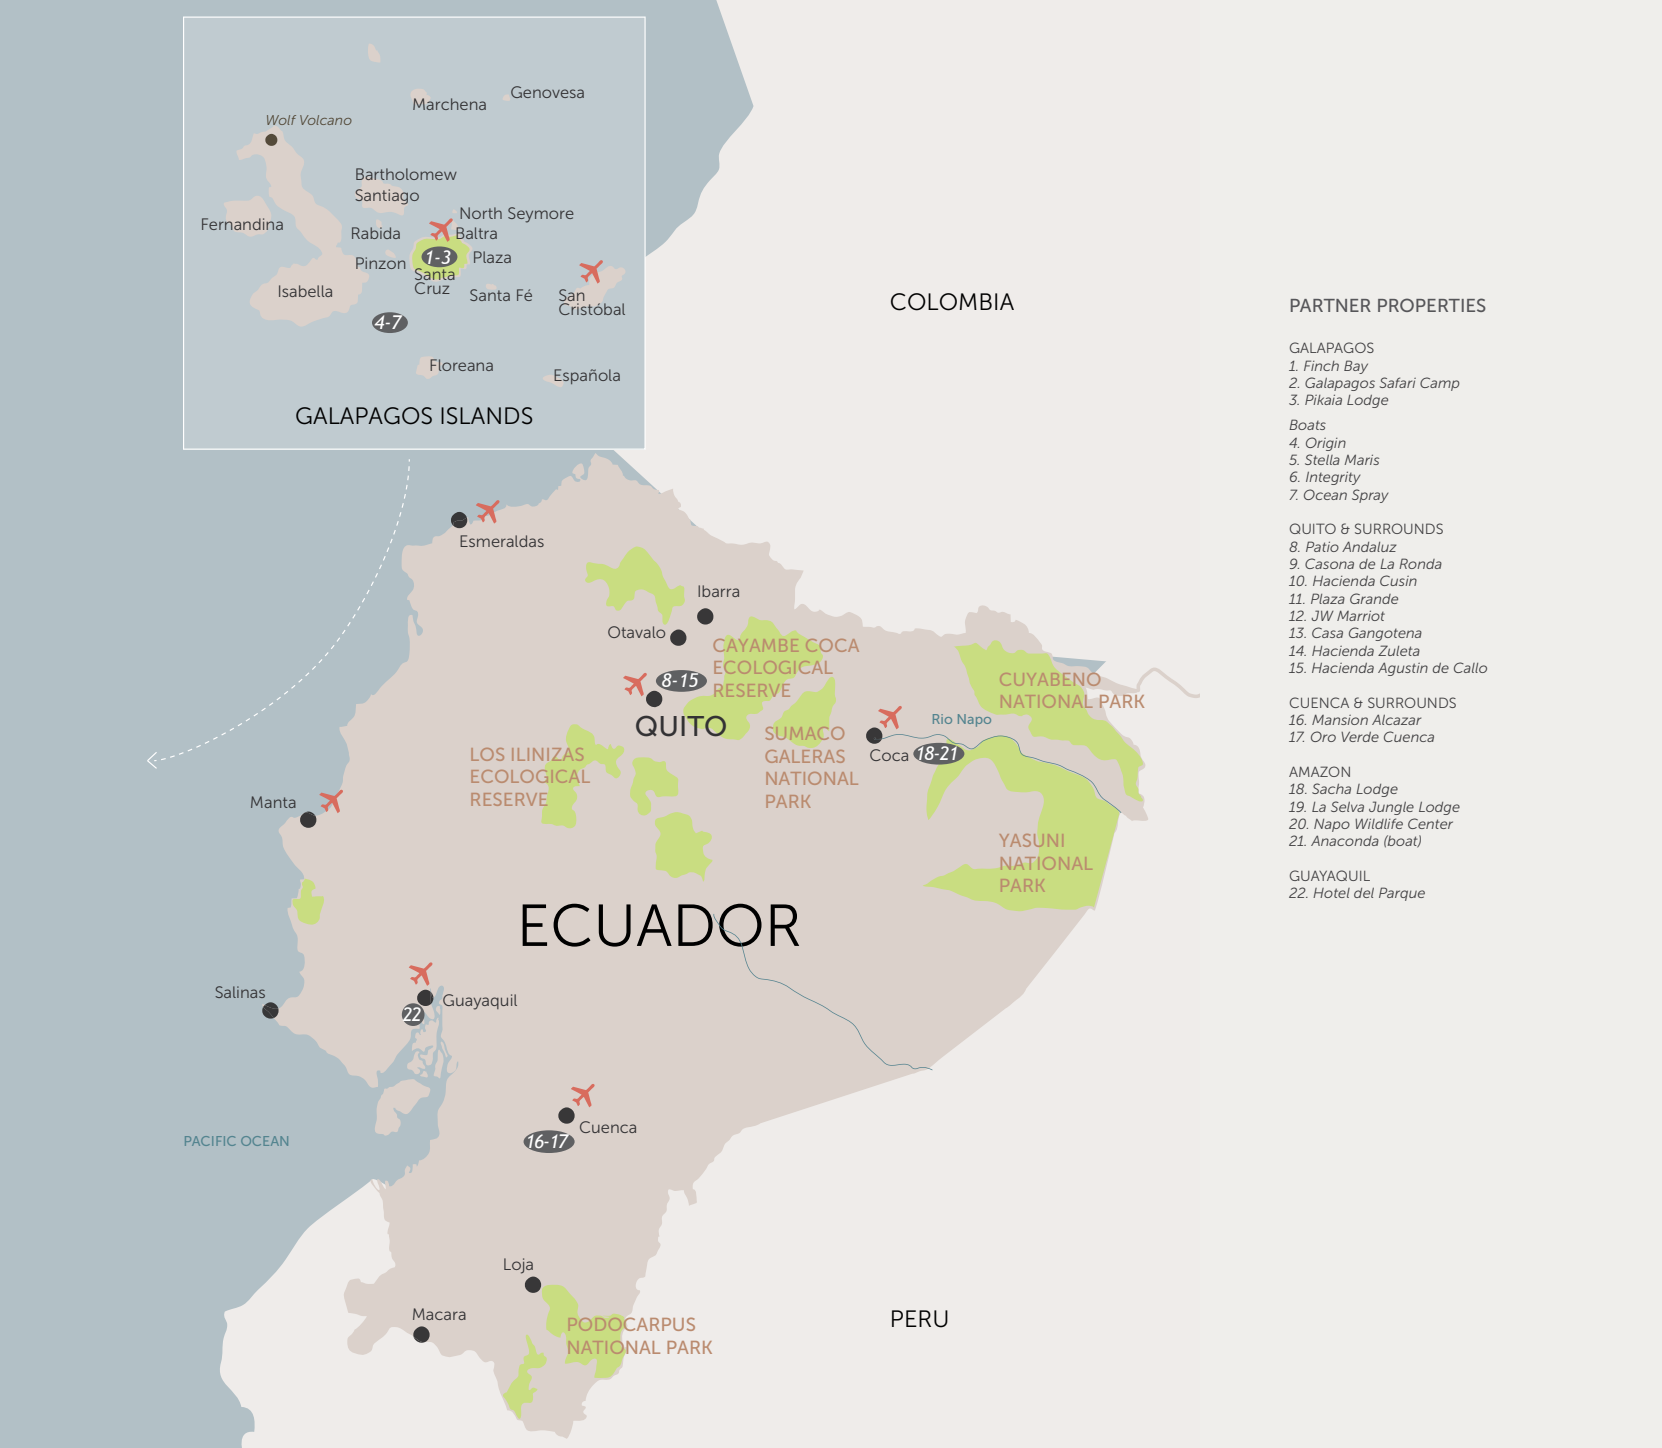 Marchena
Genovesa
Wolf Volcano
Bartholomew
Santiago
North Seymore
Fernandina
Rabida
Baltra
Pinzon
1-3
Plaza
Santa
Cruz
Isabella
Santa Fé
San
Cristóbal
4-7
Floreana
Española
GALAPAGOS ISLANDS
COLOMBIA
Esmeraldas
Ibarra
Otavalo
CAYAMBE COCA
ECOLOGICAL
RESERVE
8-15
QUITO
CUYABENO
NATIONAL PARK
Rio Napo
SUMACO
GALERAS
NATIONAL
PARK
Coca
18-21
LOS ILINIZAS
ECOLOGICAL
RESERVE
Manta
YASUNI
NATIONAL
PARK
ECUADOR
Salinas
Guayaquil
22
Cuenca
16-17
PACIFIC OCEAN
Loja
Macara
PODOCARPUS
NATIONAL PARK
PERU
PARTNER PROPERTIES
GALAPAGOS
1. Finch Bay
2. Galapagos Safari Camp
3. Pikaia Lodge
Boats
4. Origin
5. Stella Maris
6. Integrity
7. Ocean Spray
QUITO & SURROUNDS
8. Patio Andaluz
9. Casona de La Ronda
10. Hacienda Cusin
11. Plaza Grande
12. JW Marriot
13. Casa Gangotena
14. Hacienda Zuleta
15. Hacienda Agustin de Callo
CUENCA & SURROUNDS
16. Mansion Alcazar
17. Oro Verde Cuenca
AMAZON
18. Sacha Lodge
19. La Selva Jungle Lodge
20. Napo Wildlife Center
21. Anaconda (boat)
GUAYAQUIL
22. Hotel del Parque